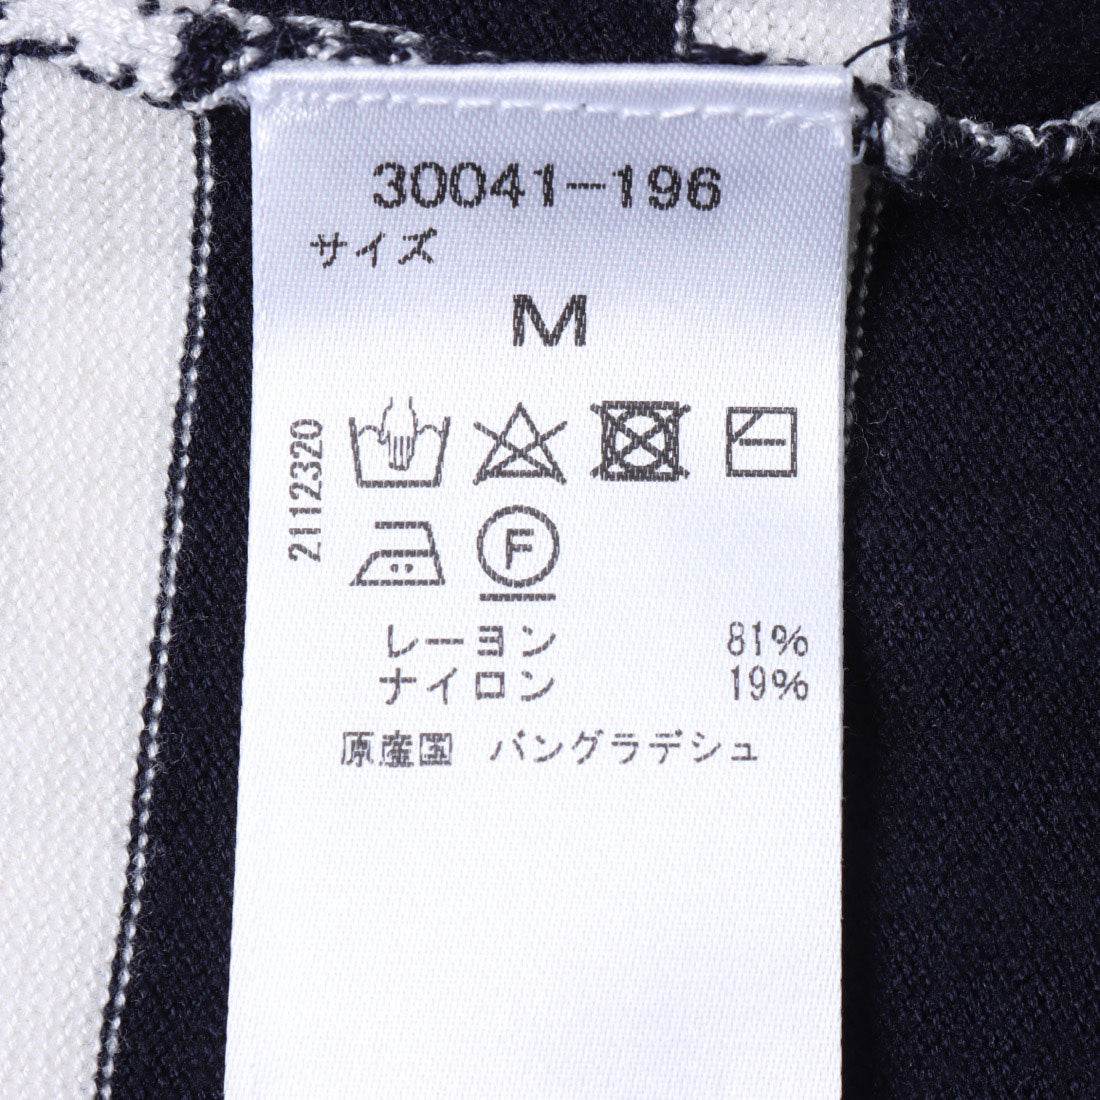 30041-196
サイズ
M
2112320
F
レーヨン 81%
ナイロン 19%
原産国 バングラデシュ